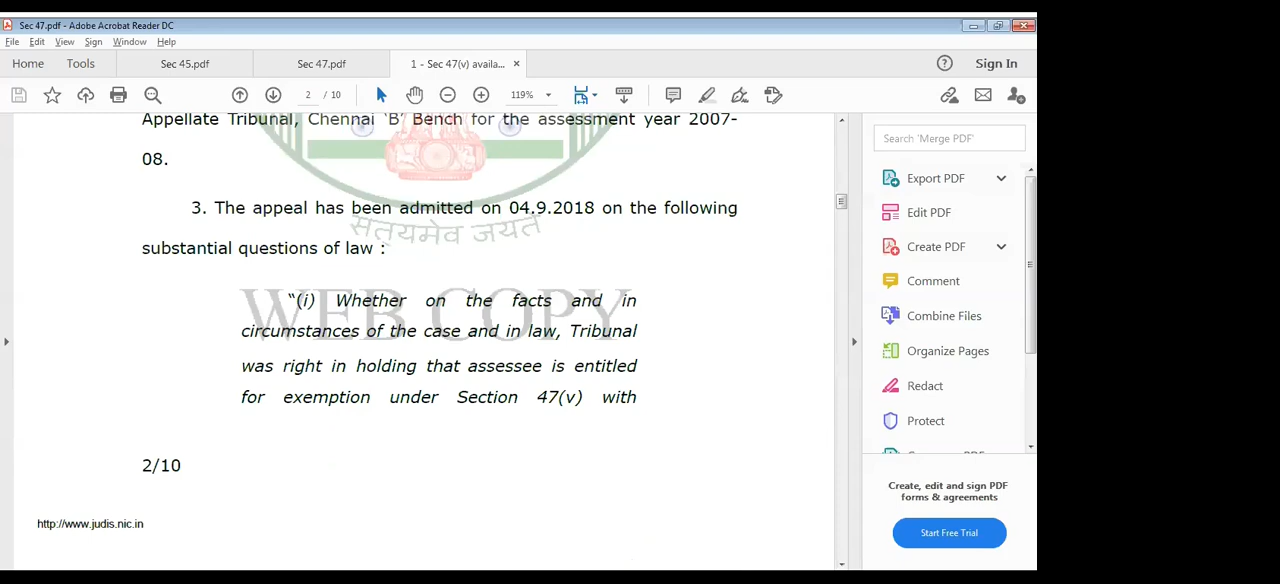 Sec 47.pdf - Adobe Acrobat Reader DC
File Edit View Sign Window Help
Home Tools Sec 45.pdf Sec 47.pdf 1 - Sec 47(v) availa... × Sign In
2 / 10 119%
Appellate Tribunal, Chennai ‘B’ Bench for the assessment year 2007-
08.
3. The appeal has been admitted on 04.9.2018 on the following
सत्यमेव जयते
substantial questions of law :
WEB COPY
“(i) Whether on the facts and in
circumstances of the case and in law, Tribunal
was right in holding that assessee is entitled
for exemption under Section 47(v) with
2/10
http://www.judis.nic.in
Search 'Merge PDF'
Export PDF
Edit PDF
Create PDF
Comment
Combine Files
Organize Pages
Redact
Protect
Create, edit and sign PDF
forms & agreements
Start Free Trial